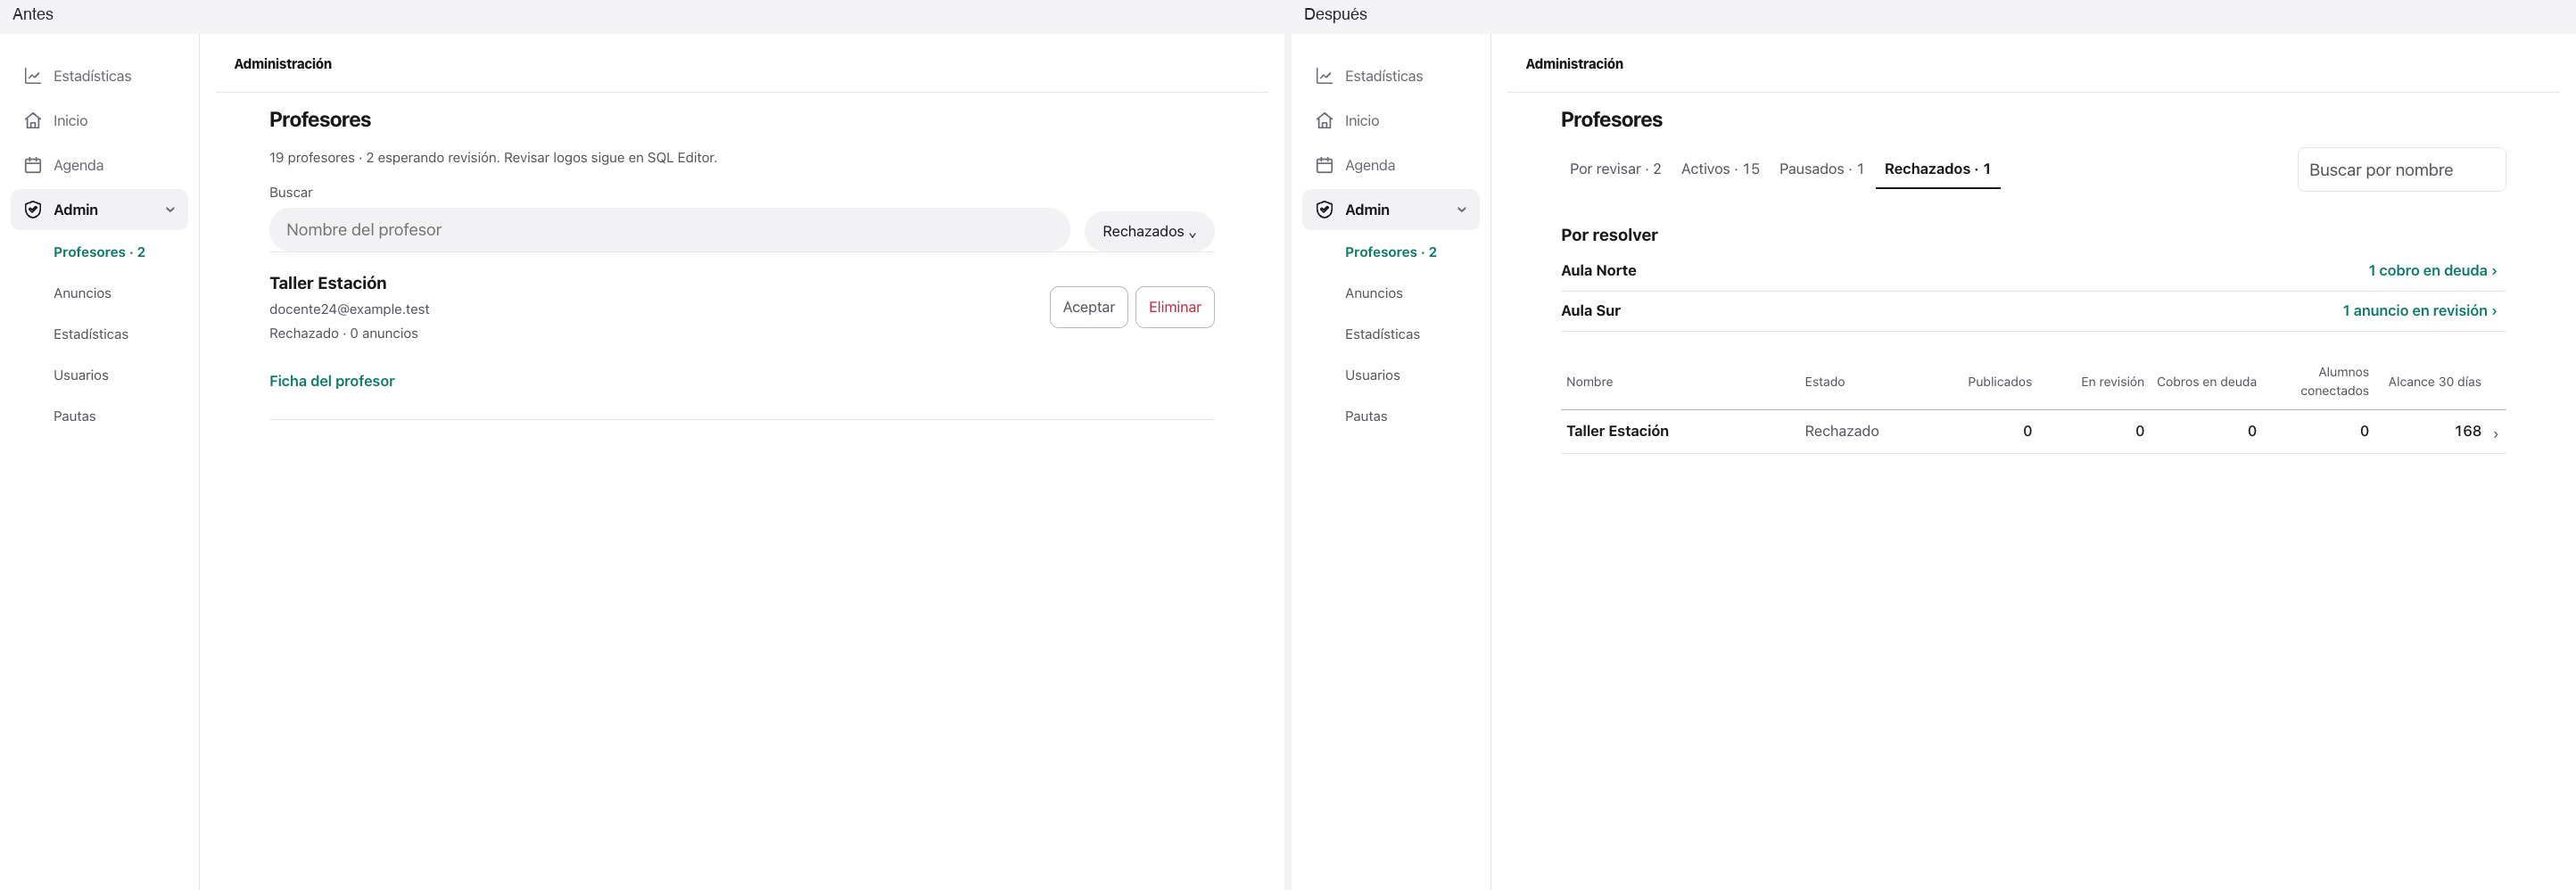 Antes
Estadísticas
Inicio
Agenda
Admin
Profesores · 2
Anuncios
Estadísticas
Usuarios
Pautas
Administración
Profesores
19 profesores · 2 esperando revisión. Revisar logos sigue en SQL Editor.
Buscar
Nombre del profesor
Rechazados
Taller Estación
docente24@example.test
Rechazado · 0 anuncios
Aceptar
Eliminar
Ficha del profesor
Después
Estadísticas
Inicio
Agenda
Admin
Profesores · 2
Anuncios
Estadísticas
Usuarios
Pautas
Administración
Profesores
Por revisar · 2 Activos · 15 Pausados · 1 Rechazados · 1
Buscar por nombre
Por resolver
Aula Norte 1 cobro en deuda ›
Aula Sur 1 anuncio en revisión ›
Nombre Estado Publicados En revisión Cobros en deuda Alumnos conectados Alcance 30 días
Taller Estación Rechazado 0 0 0 0 168 ›